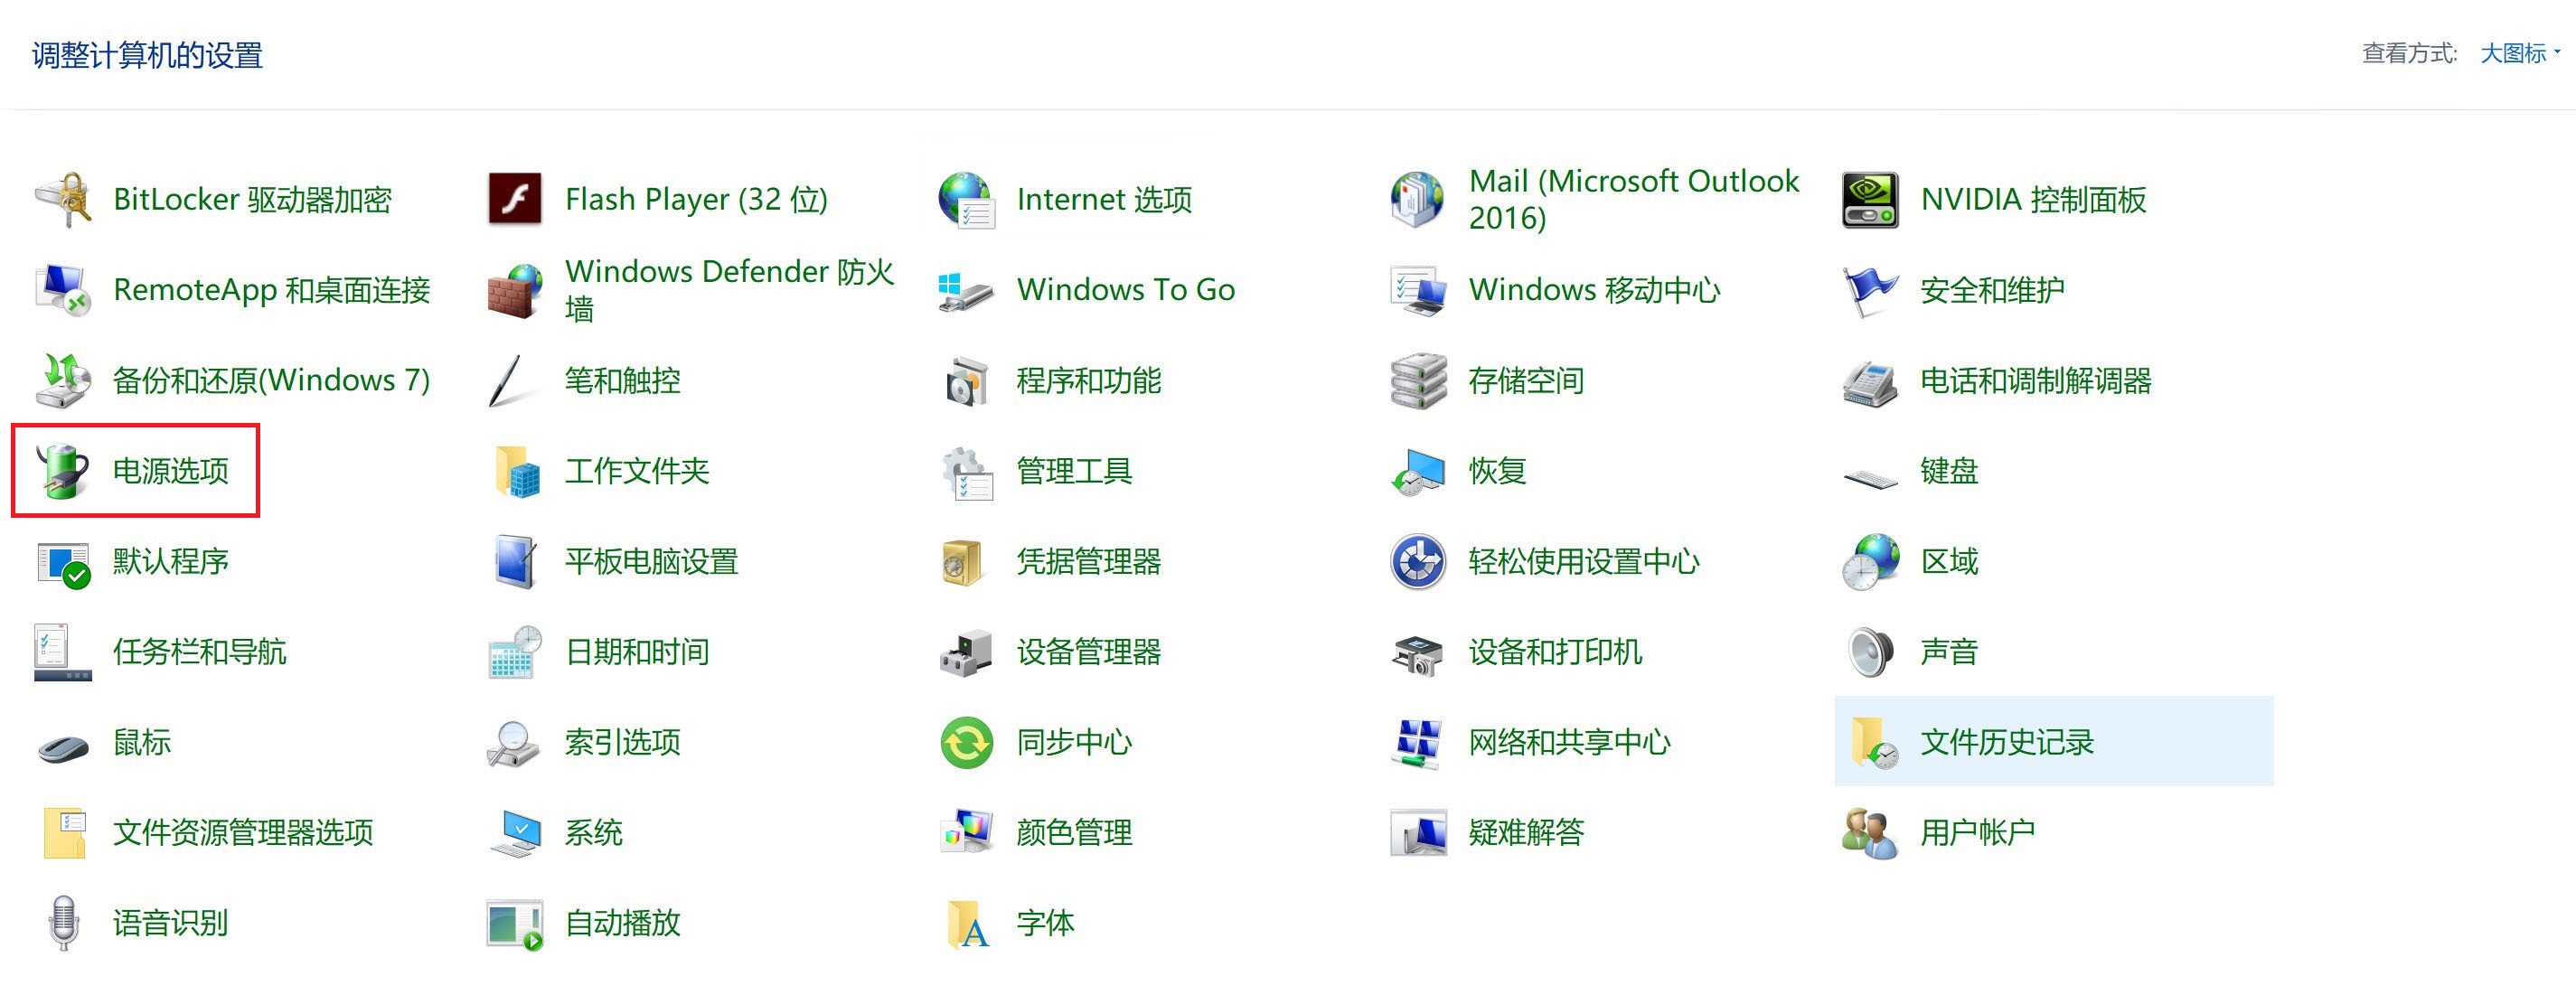 调整计算机的设置
查看方式: 大图标
BitLocker 驱动器加密
Flash Player (32 位)
Internet 选项
Mail (Microsoft Outlook
2016)
NVIDIA 控制面板
RemoteApp 和桌面连接
Windows Defender 防火
墙
Windows To Go
Windows 移动中心
安全和维护
备份和还原(Windows 7)
笔和触控
程序和功能
存储空间
电话和调制解调器
电源选项
工作文件夹
管理工具
恢复
键盘
默认程序
平板电脑设置
凭据管理器
轻松使用设置中心
区域
任务栏和导航
日期和时间
设备管理器
设备和打印机
声音
鼠标
索引选项
同步中心
网络和共享中心
文件历史记录
文件资源管理器选项
系统
颜色管理
疑难解答
用户帐户
语音识别
自动播放
字体